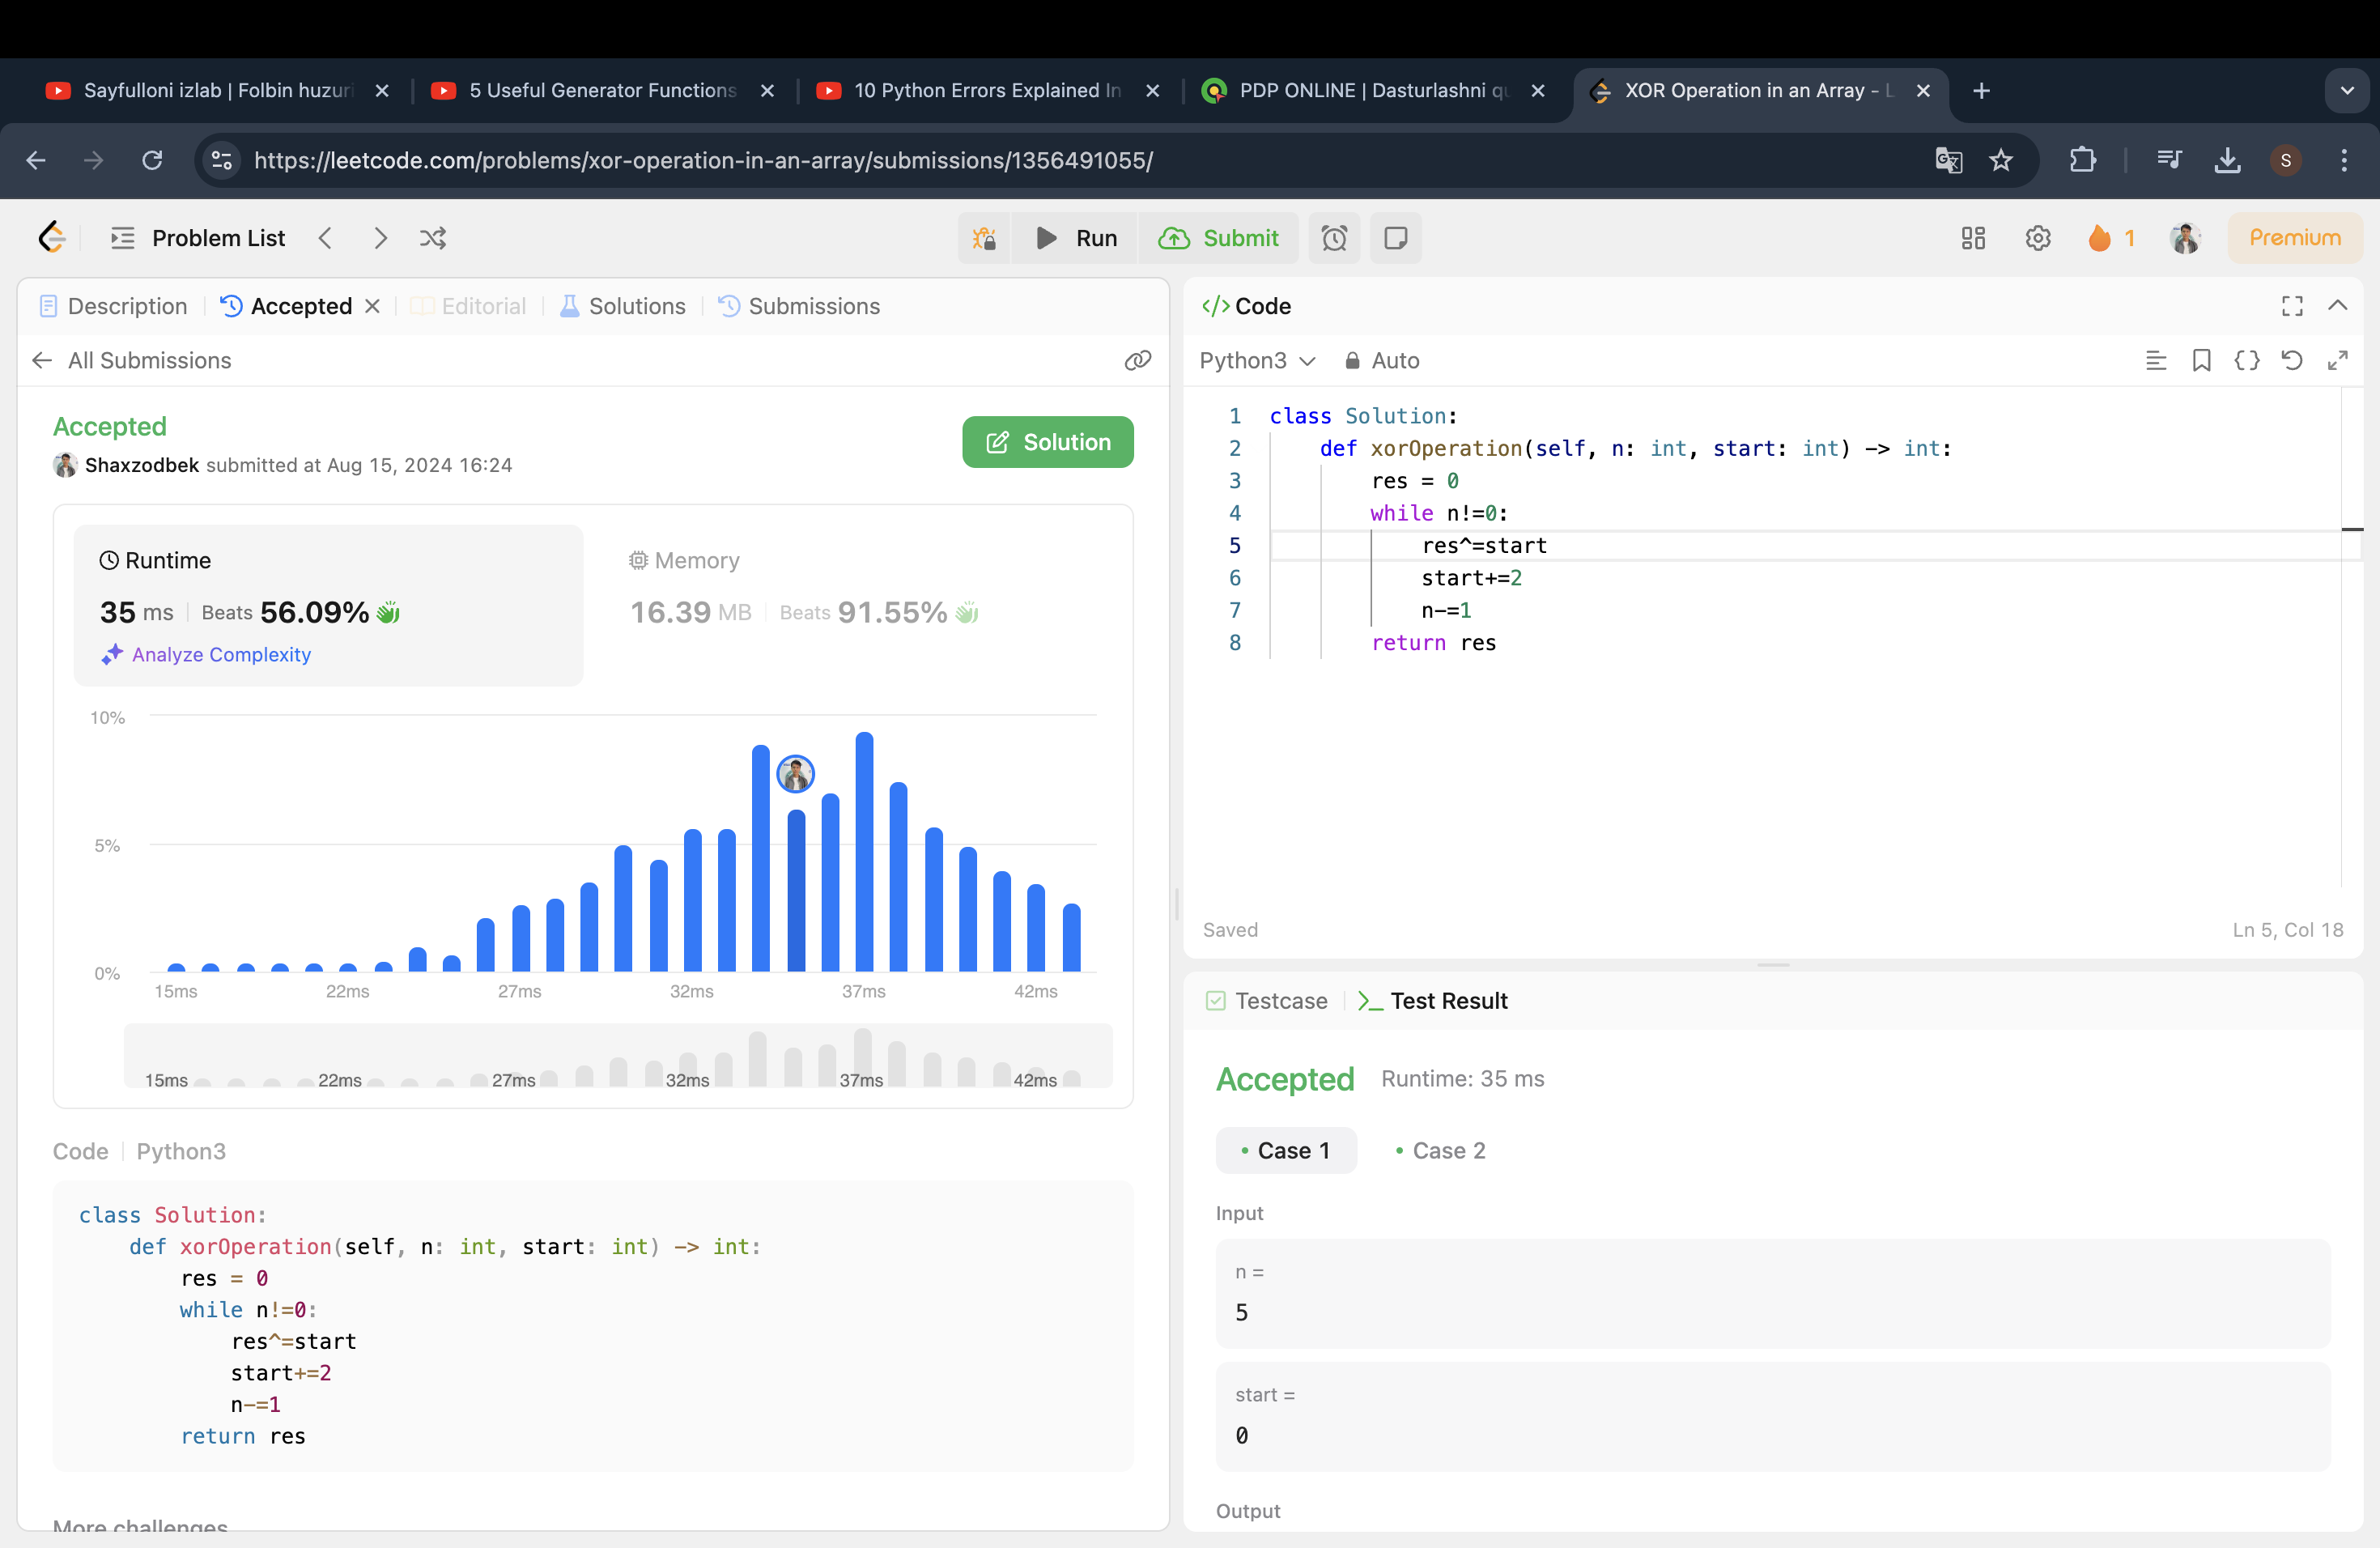 Sayfulloni izlab | Folbin huzuri
5 Useful Generator Functions
10 Python Errors Explained In
PDP ONLINE | Dasturlashni qu
XOR Operation in an Array - L
https://leetcode.com/problems/xor-operation-in-an-array/submissions/1356491055/
S
Problem List
Run
Submit
1
Premium
Description
Accepted
Editorial
Solutions
Submissions
All Submissions
Accepted
Shaxzodbek submitted at Aug 15, 2024 16:24
Solution
Runtime
35 ms | Beats 56.09%
Analyze Complexity
Memory
16.39 MB | Beats 91.55%
10%
5%
0%
15ms 22ms 27ms 32ms 37ms 42ms
15ms 22ms 27ms 32ms 37ms 42ms
Code | Python3
class Solution:
    def xorOperation(self, n: int, start: int) -> int:
        res = 0
        while n!=0:
            res^=start
            start+=2
            n-=1
        return res
More challenges
</> Code
Python3
Auto
1 class Solution:
2     def xorOperation(self, n: int, start: int) -> int:
3         res = 0
4         while n!=0:
5             res^=start
6             start+=2
7             n-=1
8         return res
Saved
Ln 5, Col 18
Testcase
>_ Test Result
Accepted Runtime: 35 ms
• Case 1
• Case 2
Input
n =
5
start =
0
Output